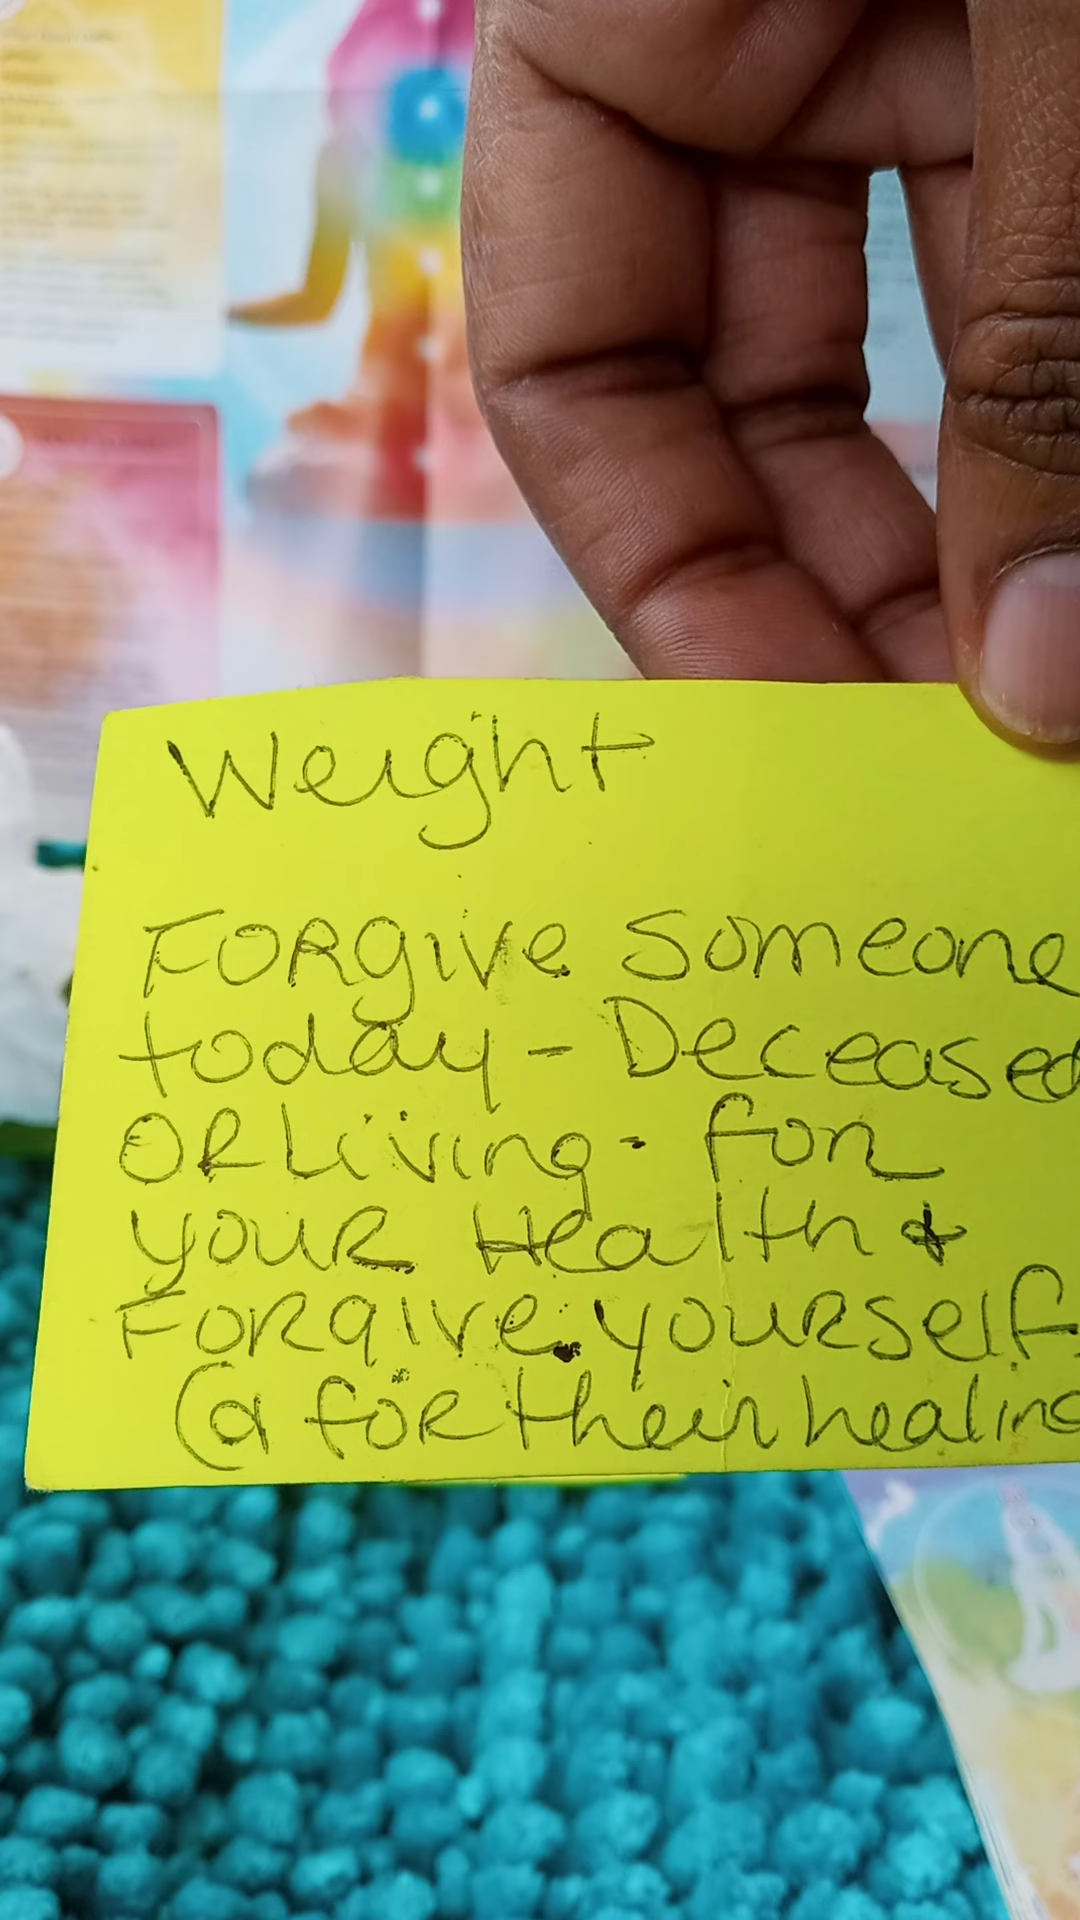 Weight
FORgive someone
today - Deceased
OR Living - for
youR Health &
FORgive yourself
(a for their healing